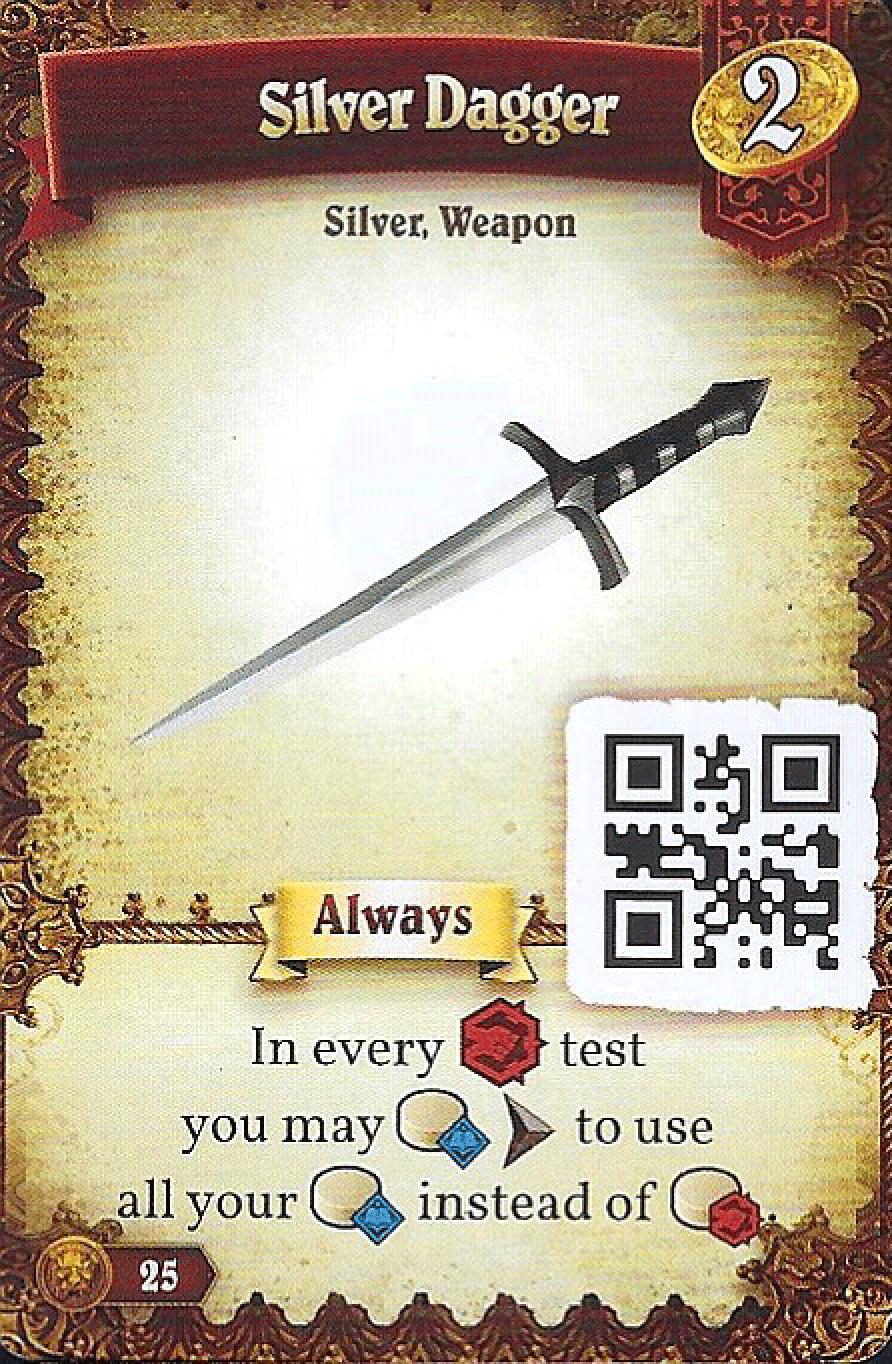 Silver Dagger
2
Silver, Weapon
Always
In every test
you may to use
all your instead of .
25